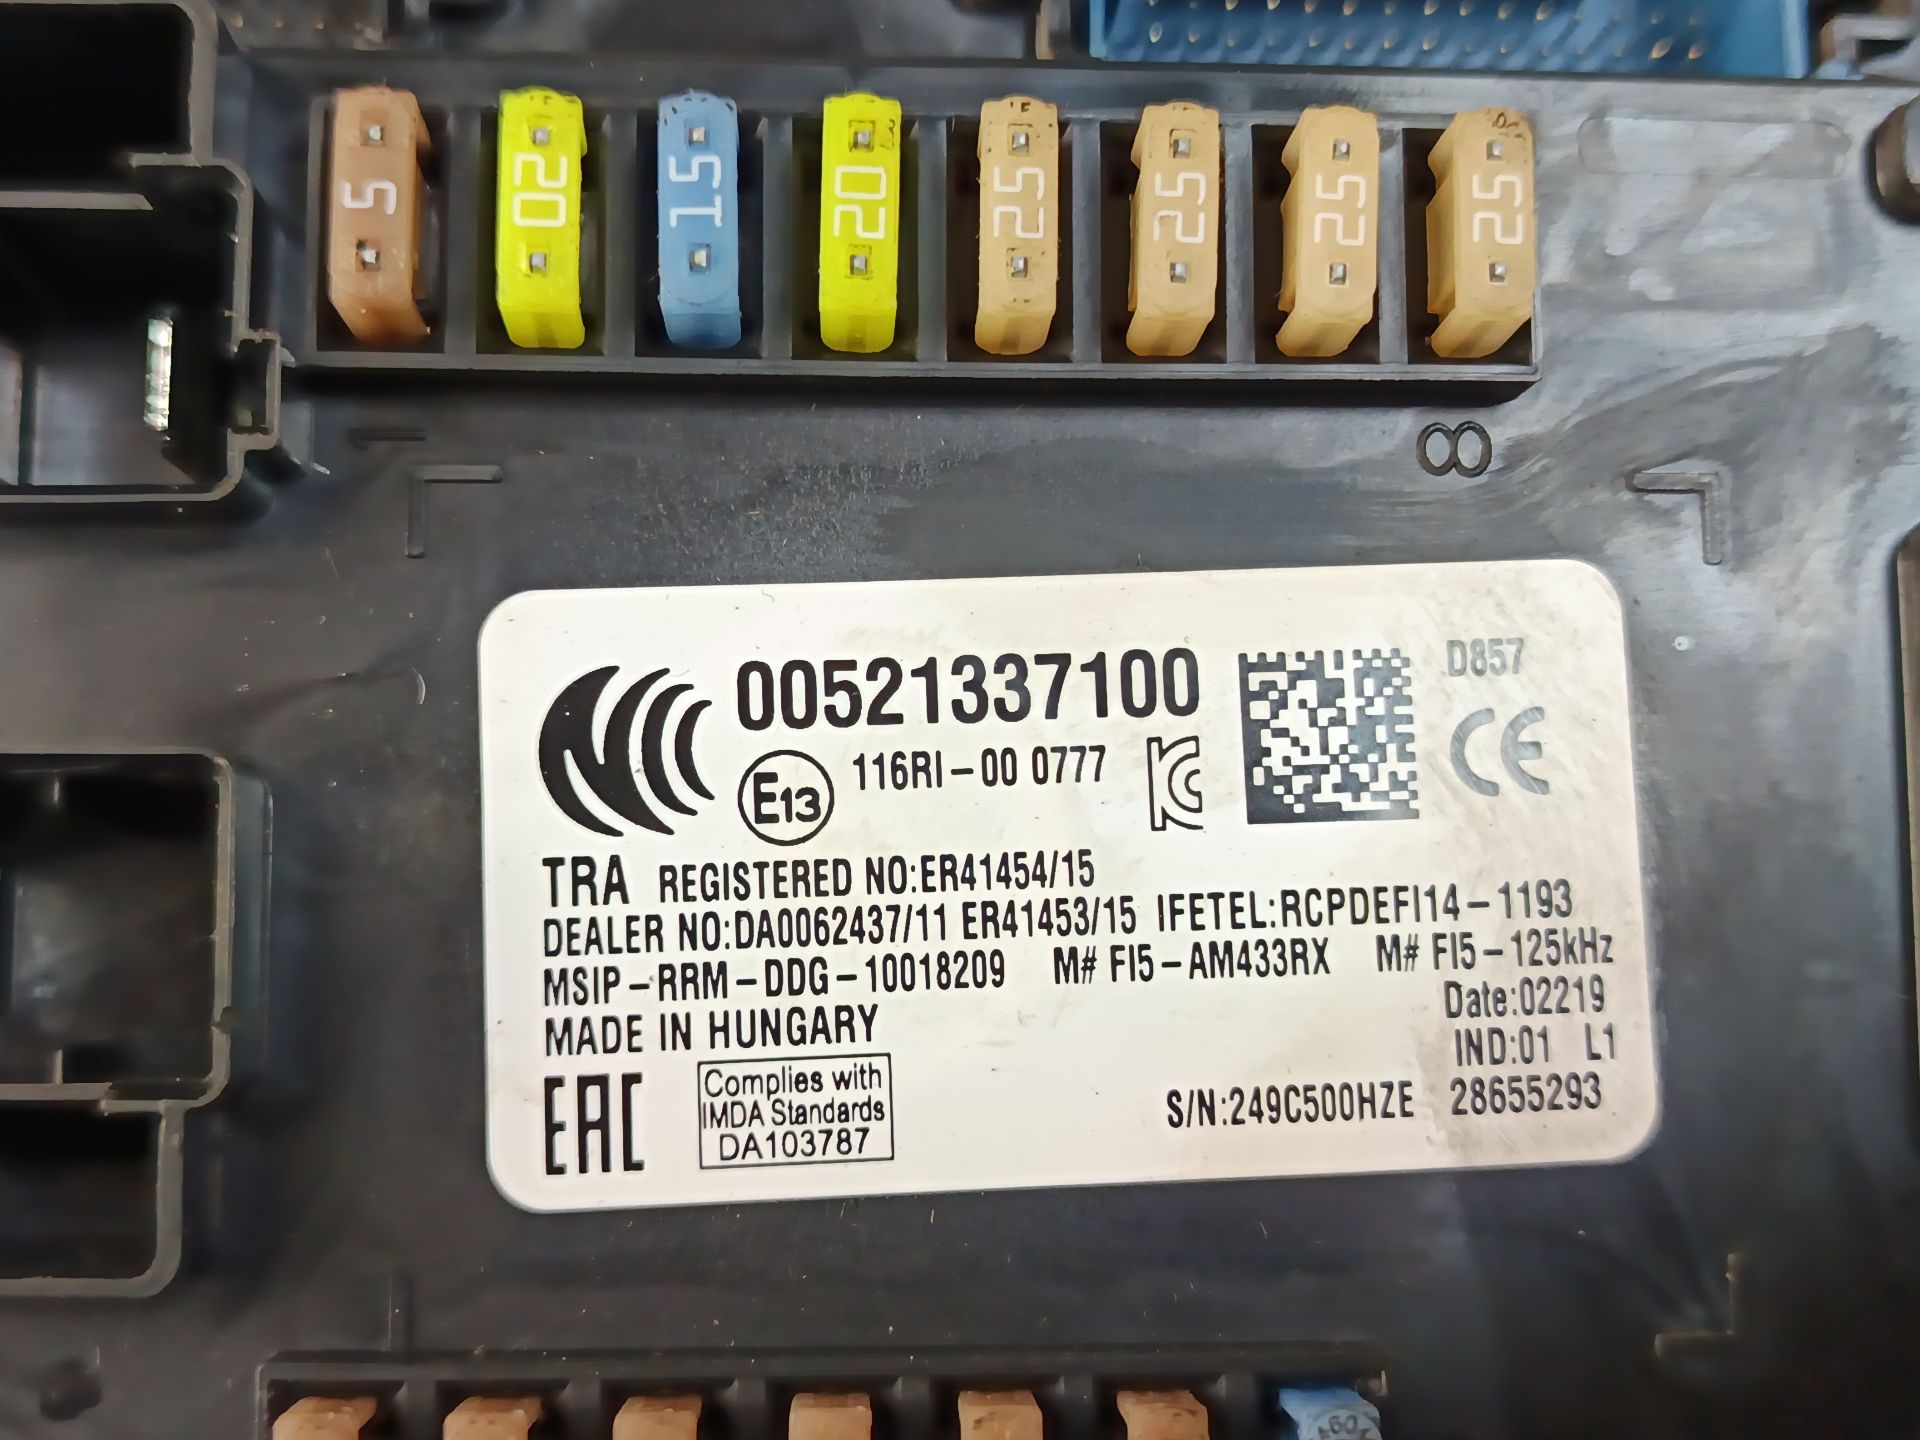 5 20 15 20 25 25 25 25
8
00521337100 D857
E13 116RI-00 0777 CE
TRA REGISTERED NO:ER41454/15
DEALER NO:DA0062437/11 ER41453/15 IFETEL:RCPDEFI14-1193
MSIP-RRM-DDG-10018209 M# FI5-AM433RX M# FI5-125kHz
MADE IN HUNGARY Date:02219
IND:01 L1
EAC Complies with
IMDA Standards
DA103787
S/N:249C500HZE 28655293